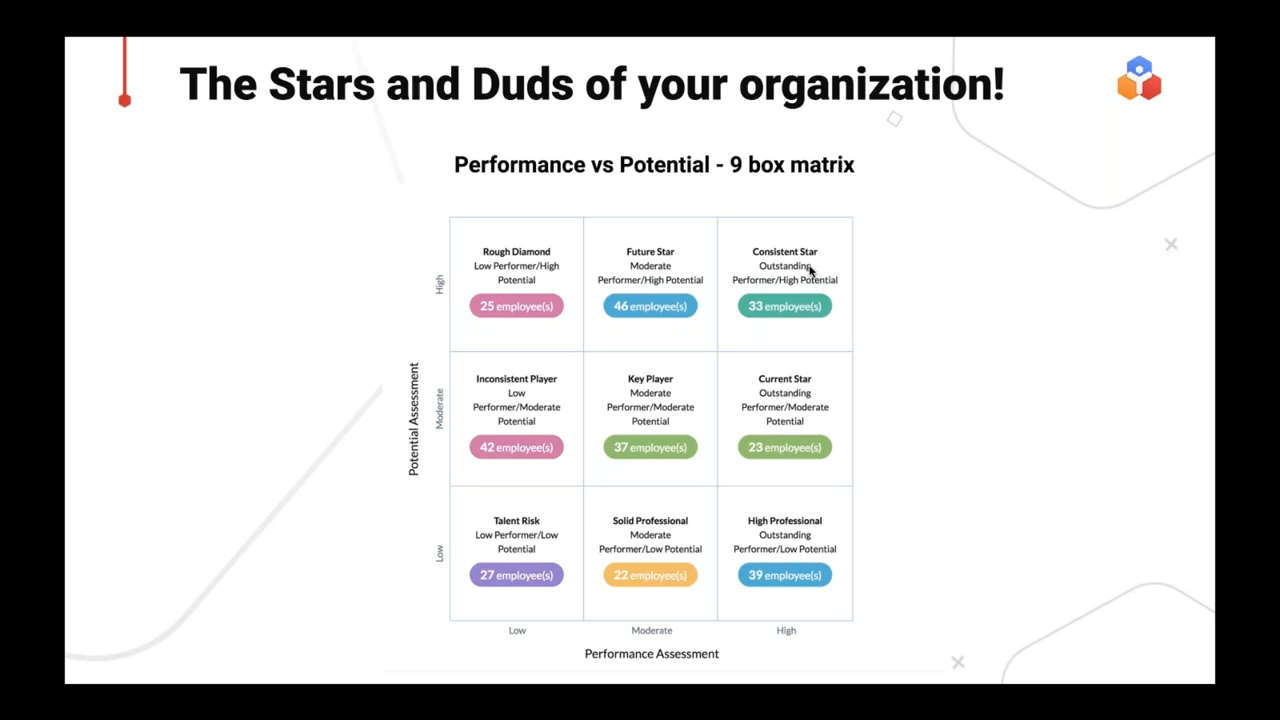 The Stars and Duds of your organization!
Performance vs Potential - 9 box matrix
Potential Assessment
High
Rough Diamond
Low Performer/High
Potential
25 employee(s)
Future Star
Moderate
Performer/High Potential
46 employee(s)
Consistent Star
Outstanding
Performer/High Potential
33 employee(s)
Moderate
Inconsistent Player
Low
Performer/Moderate
Potential
42 employee(s)
Key Player
Moderate
Performer/Moderate
Potential
37 employee(s)
Current Star
Outstanding
Performer/Moderate
Potential
23 employee(s)
Low
Talent Risk
Low Performer/Low
Potential
27 employee(s)
Solid Professional
Moderate
Performer/Low Potential
22 employee(s)
High Professional
Outstanding
Performer/Low Potential
39 employee(s)
Low
Moderate
High
Performance Assessment